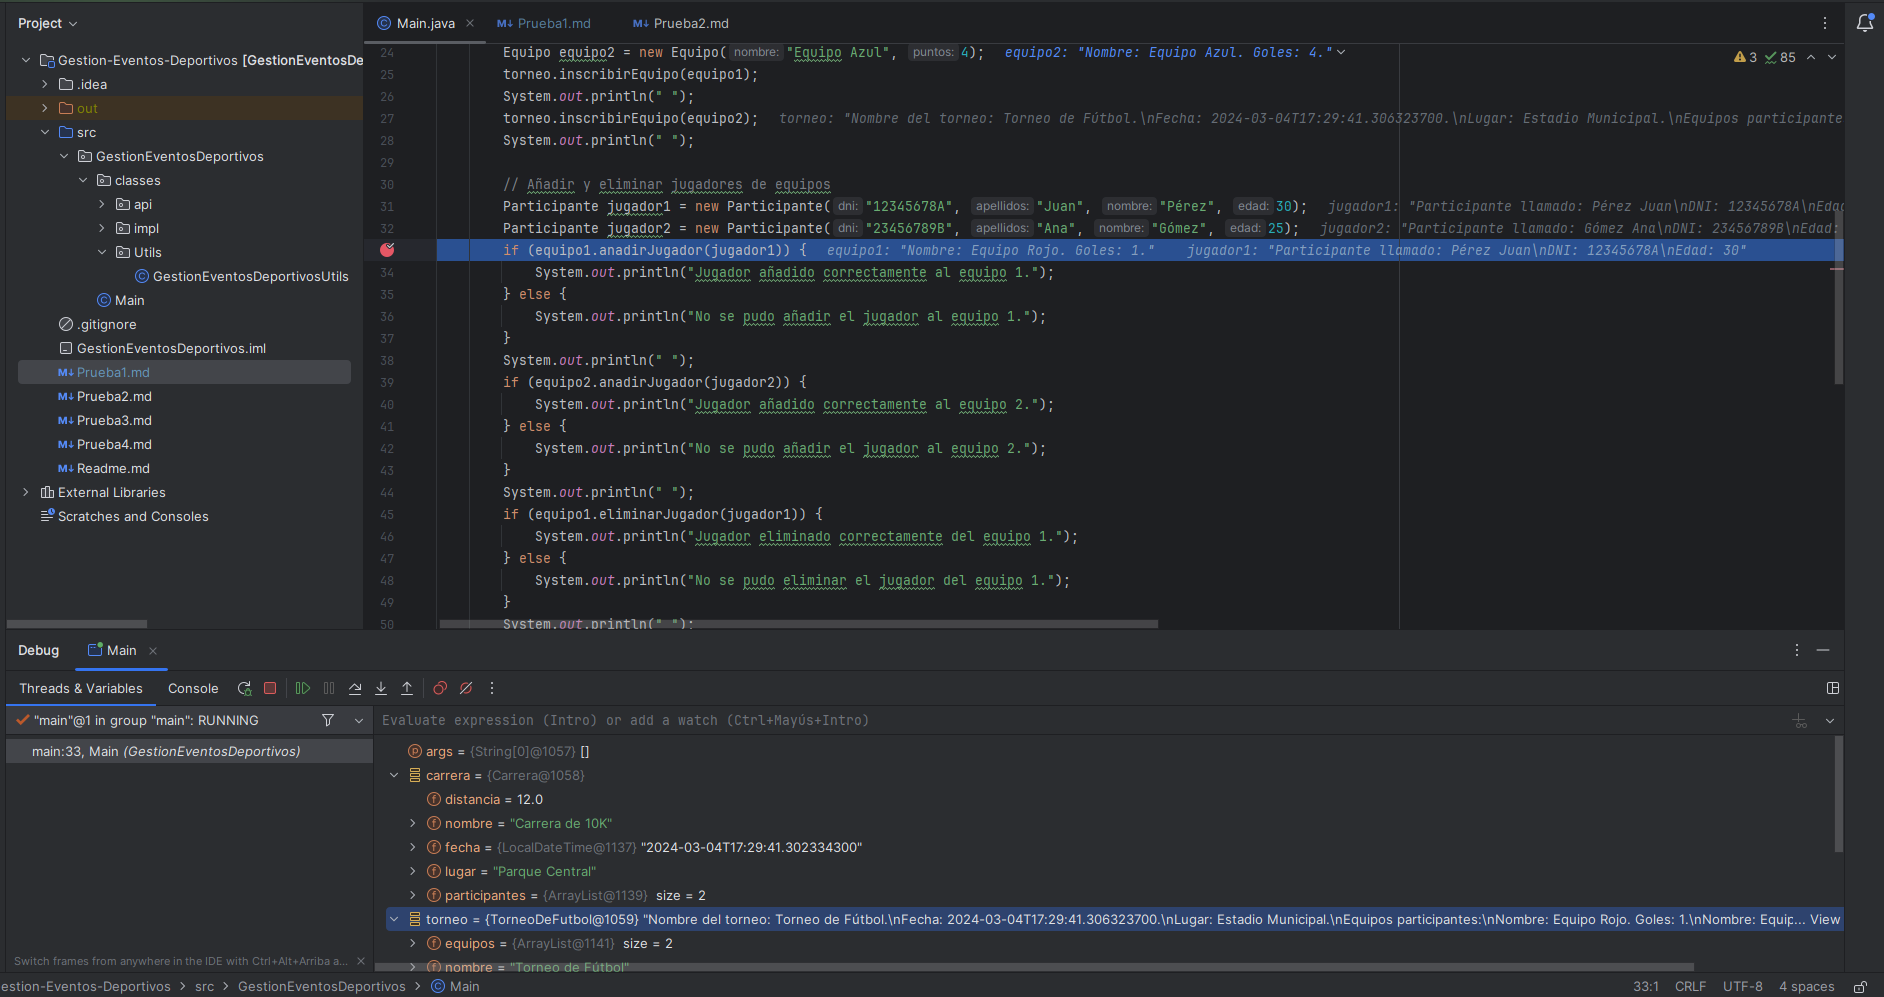 Project
Main.java
Prueba1.md
Prueba2.md
Gestion-Eventos-Deportivos [GestionEventosDe
.idea
out
src
GestionEventosDeportivos
classes
api
impl
Utils
GestionEventosDeportivosUtils
Main
.gitignore
GestionEventosDeportivos.iml
Prueba1.md
Prueba2.md
Prueba3.md
Prueba4.md
Readme.md
External Libraries
Scratches and Consoles
3 85
24 Equipo equipo2 = new Equipo( nombre: "Equipo Azul", puntos: 4); equipo2: "Nombre: Equipo Azul. Goles: 4."
25 torneo.inscribirEquipo(equipo1);
26 System.out.println(" ");
27 torneo.inscribirEquipo(equipo2); torneo: "Nombre del torneo: Torneo de Fútbol.\nFecha: 2024-03-04T17:29:41.306323700.\nLugar: Estadio Municipal.\nEquipos participante
28 System.out.println(" ");
29
30 // Añadir y eliminar jugadores de equipos
31 Participante jugador1 = new Participante( dni: "12345678A", apellidos: "Juan", nombre: "Pérez", edad: 30); jugador1: "Participante llamado: Pérez Juan\nDNI: 12345678A\nEdad
32 Participante jugador2 = new Participante( dni: "23456789B", apellidos: "Ana", nombre: "Gómez", edad: 25); jugador2: "Participante llamado: Gómez Ana\nDNI: 23456789B\nEdad:
if (equipo1.anadirJugador(jugador1)) { equipo1: "Nombre: Equipo Rojo. Goles: 1." jugador1: "Participante llamado: Pérez Juan\nDNI: 12345678A\nEdad: 30"
34 System.out.println("Jugador añadido correctamente al equipo 1.");
35 } else {
36 System.out.println("No se pudo añadir el jugador al equipo 1.");
37 }
38 System.out.println(" ");
39 if (equipo2.anadirJugador(jugador2)) {
40 System.out.println("Jugador añadido correctamente al equipo 2.");
41 } else {
42 System.out.println("No se pudo añadir el jugador al equipo 2.");
43 }
44 System.out.println(" ");
45 if (equipo1.eliminarJugador(jugador1)) {
46 System.out.println("Jugador eliminado correctamente del equipo 1.");
47 } else {
48 System.out.println("No se pudo eliminar el jugador del equipo 1.");
49 }
50 System.out.println(" ");
Debug Main
Threads & Variables Console
"main"@1 in group "main": RUNNING
main:33, Main (GestionEventosDeportivos)
Switch frames from anywhere in the IDE with Ctrl+Alt+Arriba a...
Evaluate expression (Intro) or add a watch (Ctrl+Mayús+Intro)
args = {String[0]@1057} []
carrera = {Carrera@1058}
distancia = 12.0
nombre = "Carrera de 10K"
fecha = {LocalDateTime@1137} "2024-03-04T17:29:41.302334300"
lugar = "Parque Central"
participantes = {ArrayList@1139} size = 2
torneo = {TorneoDeFutbol@1059} "Nombre del torneo: Torneo de Fútbol.\nFecha: 2024-03-04T17:29:41.306323700.\nLugar: Estadio Municipal.\nEquipos participantes:\nNombre: Equipo Rojo. Goles: 1.\nNombre: Equip... View
equipos = {ArrayList@1141} size = 2
nombre = "Torneo de Fútbol"
estion-Eventos-Deportivos > src > GestionEventosDeportivos > Main
33:1 CRLF UTF-8 4 spaces